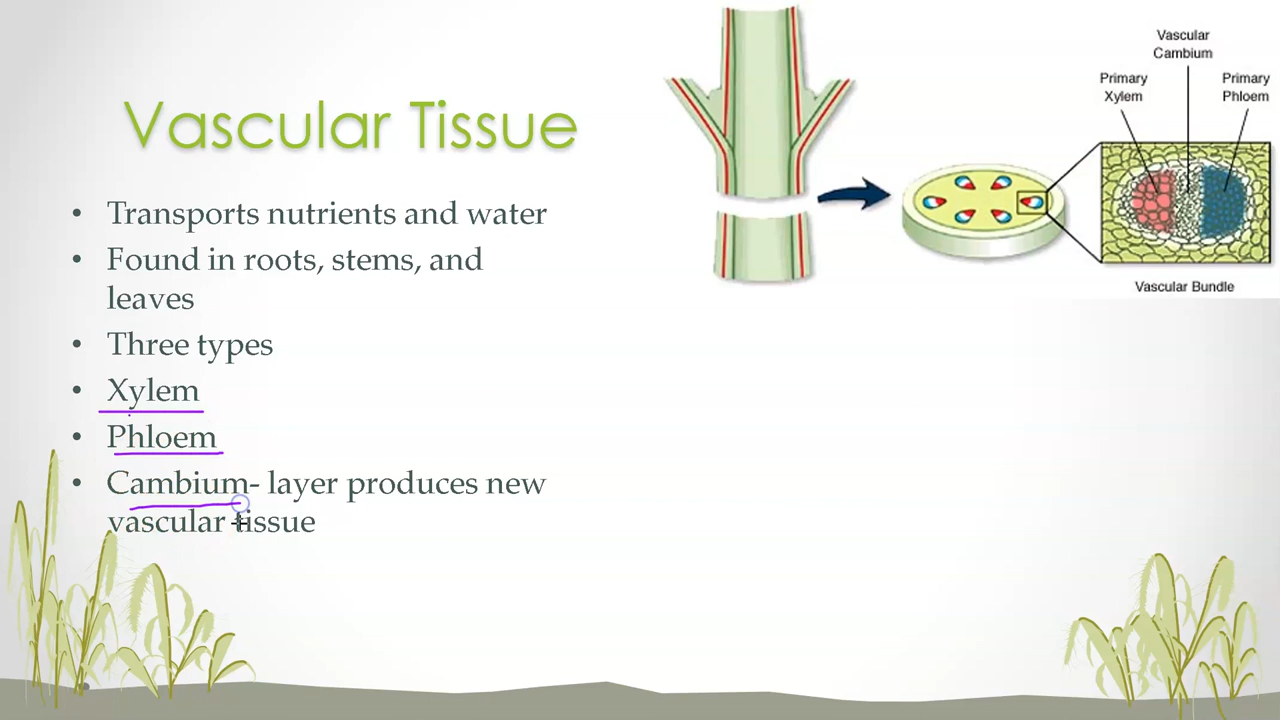 Vascular Tissue
• Transports nutrients and water
• Found in roots, stems, and
leaves
• Three types
• Xylem
• Phloem
• Cambium- layer produces new
vascular tissue
Vascular
Cambium
Primary
Xylem
Primary
Phloem
Vascular Bundle